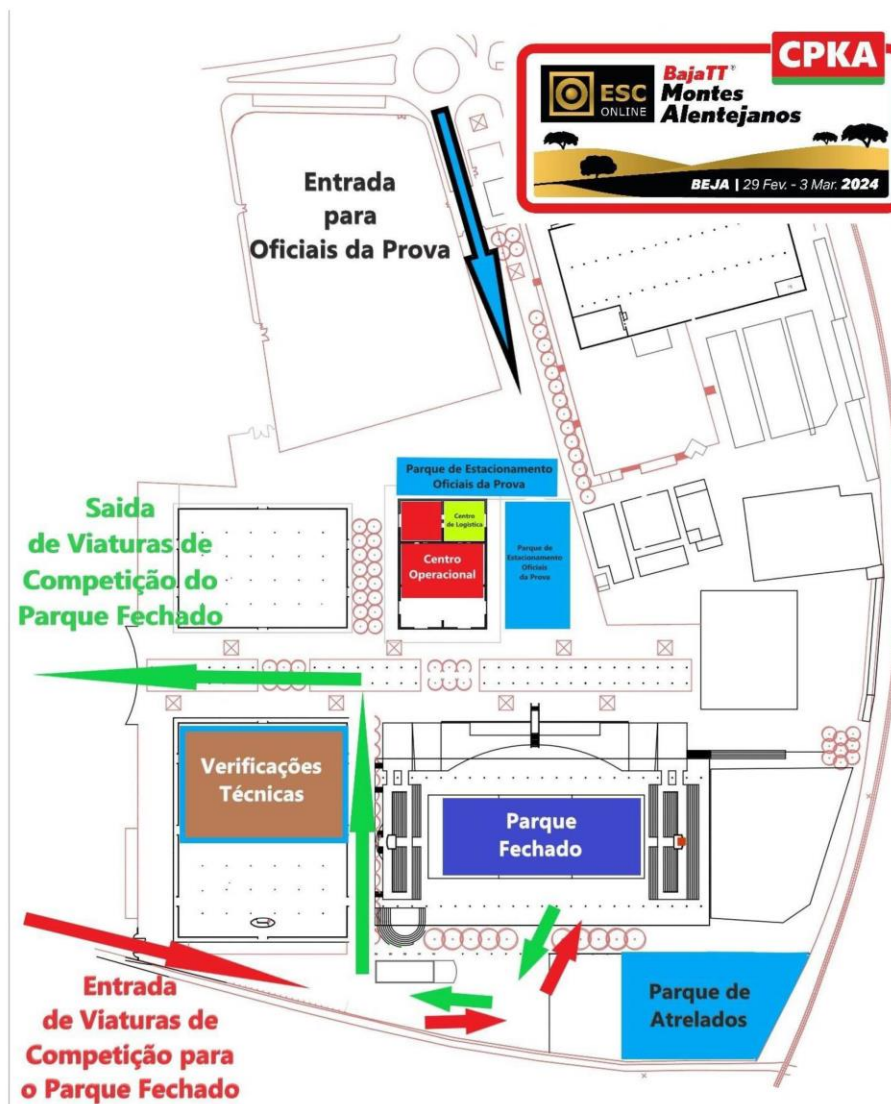 CPKA
ESC
ONLINE
BajaTT®
Montes
Alentejanos
BEJA | 29 Fev. - 3 Mar. 2024
Entrada
para
Oficiais da Prova
Parque de Estacionamento
Oficiais da Prova
Saida
de Viaturas de
Competição do
Parque Fechado
Centro
de Logística
Centro
Operacional
Parque de
Estacionamento
Oficiais
da Prova
Verificações
Técnicas
Parque
Fechado
Entrada
de Viaturas de
Competição para
o Parque Fechado
Parque de
Atrelados